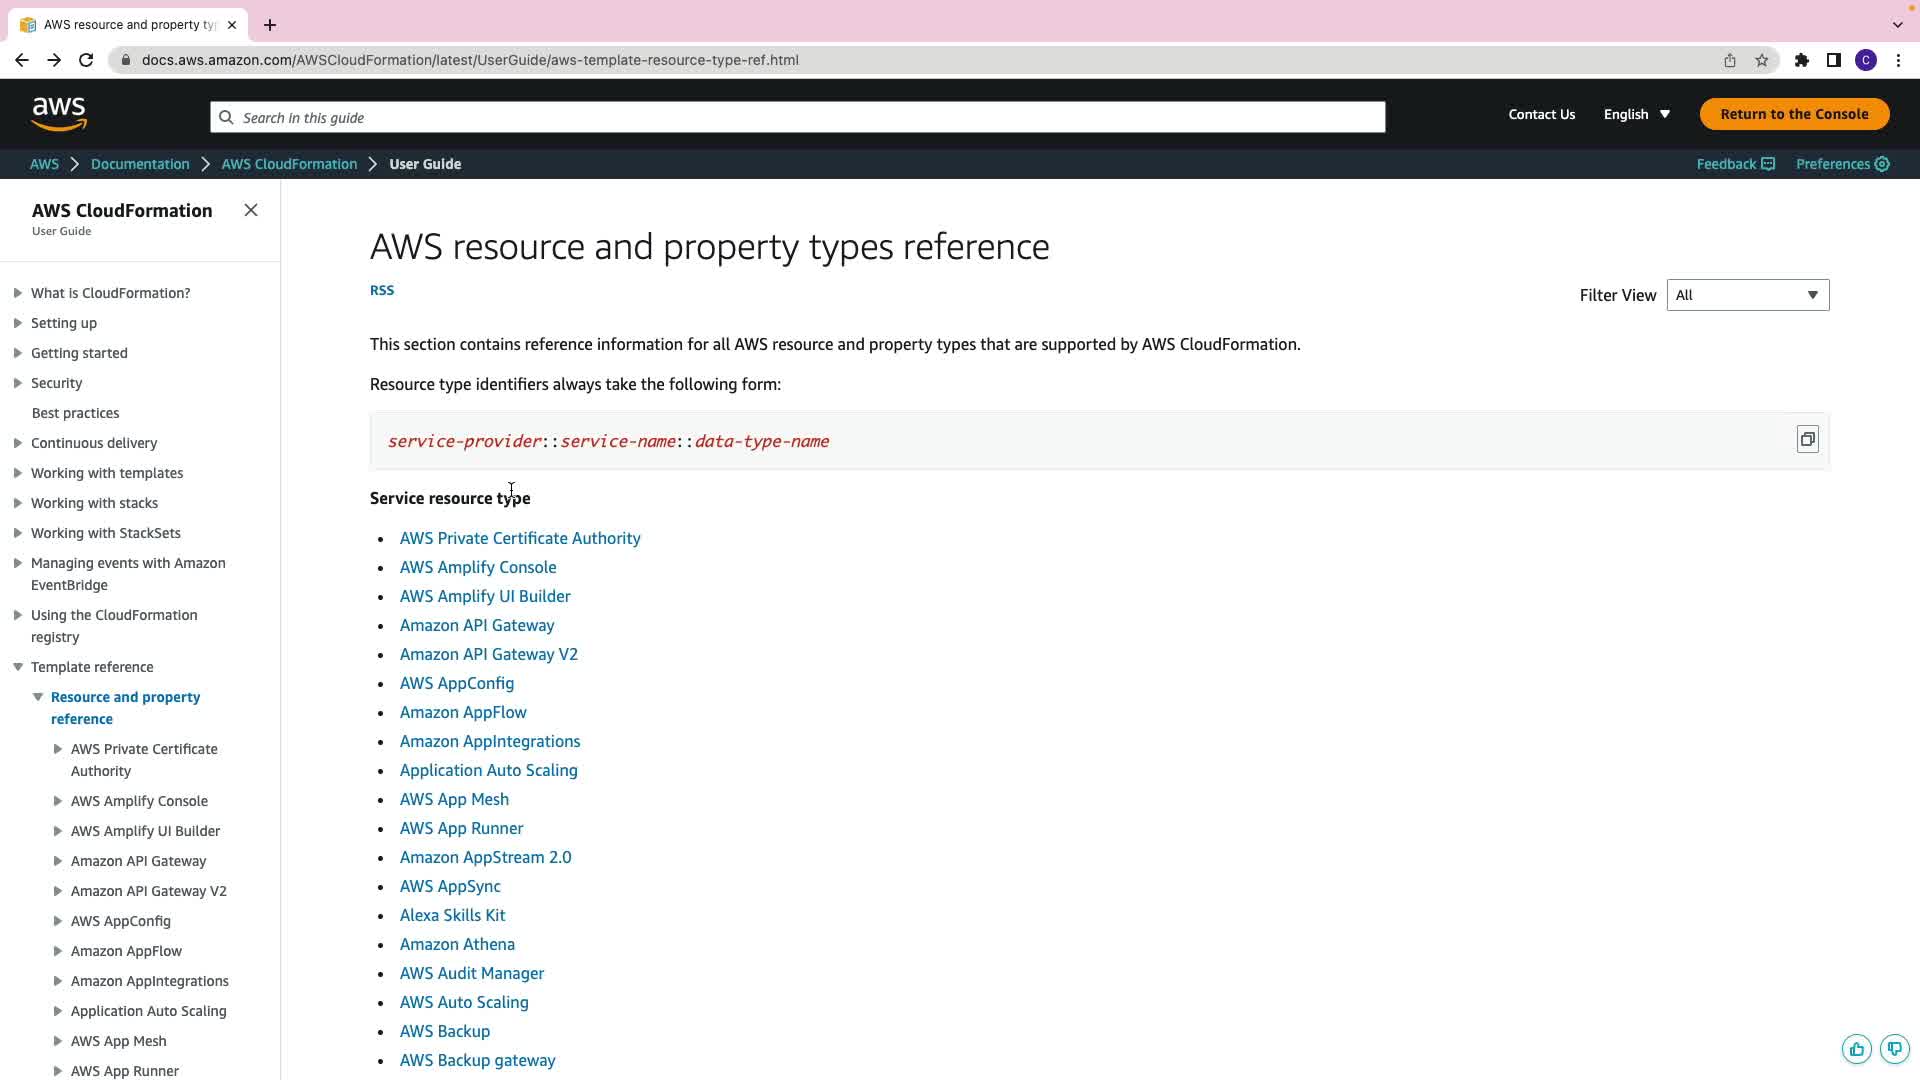 AWS resource and property ty
docs.aws.amazon.com/AWSCloudFormation/latest/UserGuide/aws-template-resource-type-ref.html
C
aws
Search in this guide
Contact Us
English
Return to the Console
AWS
Documentation
AWS CloudFormation
User Guide
Feedback
Preferences
AWS CloudFormation
User Guide
What is CloudFormation?
Setting up
Getting started
Security
Best practices
Continuous delivery
Working with templates
Working with stacks
Working with StackSets
Managing events with Amazon
EventBridge
Using the CloudFormation
registry
Template reference
Resource and property
reference
AWS Private Certificate
Authority
AWS Amplify Console
AWS Amplify UI Builder
Amazon API Gateway
Amazon API Gateway V2
AWS AppConfig
Amazon AppFlow
Amazon AppIntegrations
Application Auto Scaling
AWS App Mesh
AWS App Runner
AWS resource and property types reference
RSS
Filter View
All
This section contains reference information for all AWS resource and property types that are supported by AWS CloudFormation.
Resource type identifiers always take the following form:
service-provider::service-name::data-type-name
Service resource type
• AWS Private Certificate Authority
• AWS Amplify Console
• AWS Amplify UI Builder
• Amazon API Gateway
• Amazon API Gateway V2
• AWS AppConfig
• Amazon AppFlow
• Amazon AppIntegrations
• Application Auto Scaling
• AWS App Mesh
• AWS App Runner
• Amazon AppStream 2.0
• AWS AppSync
• Alexa Skills Kit
• Amazon Athena
• AWS Audit Manager
• AWS Auto Scaling
• AWS Backup
• AWS Backup gateway